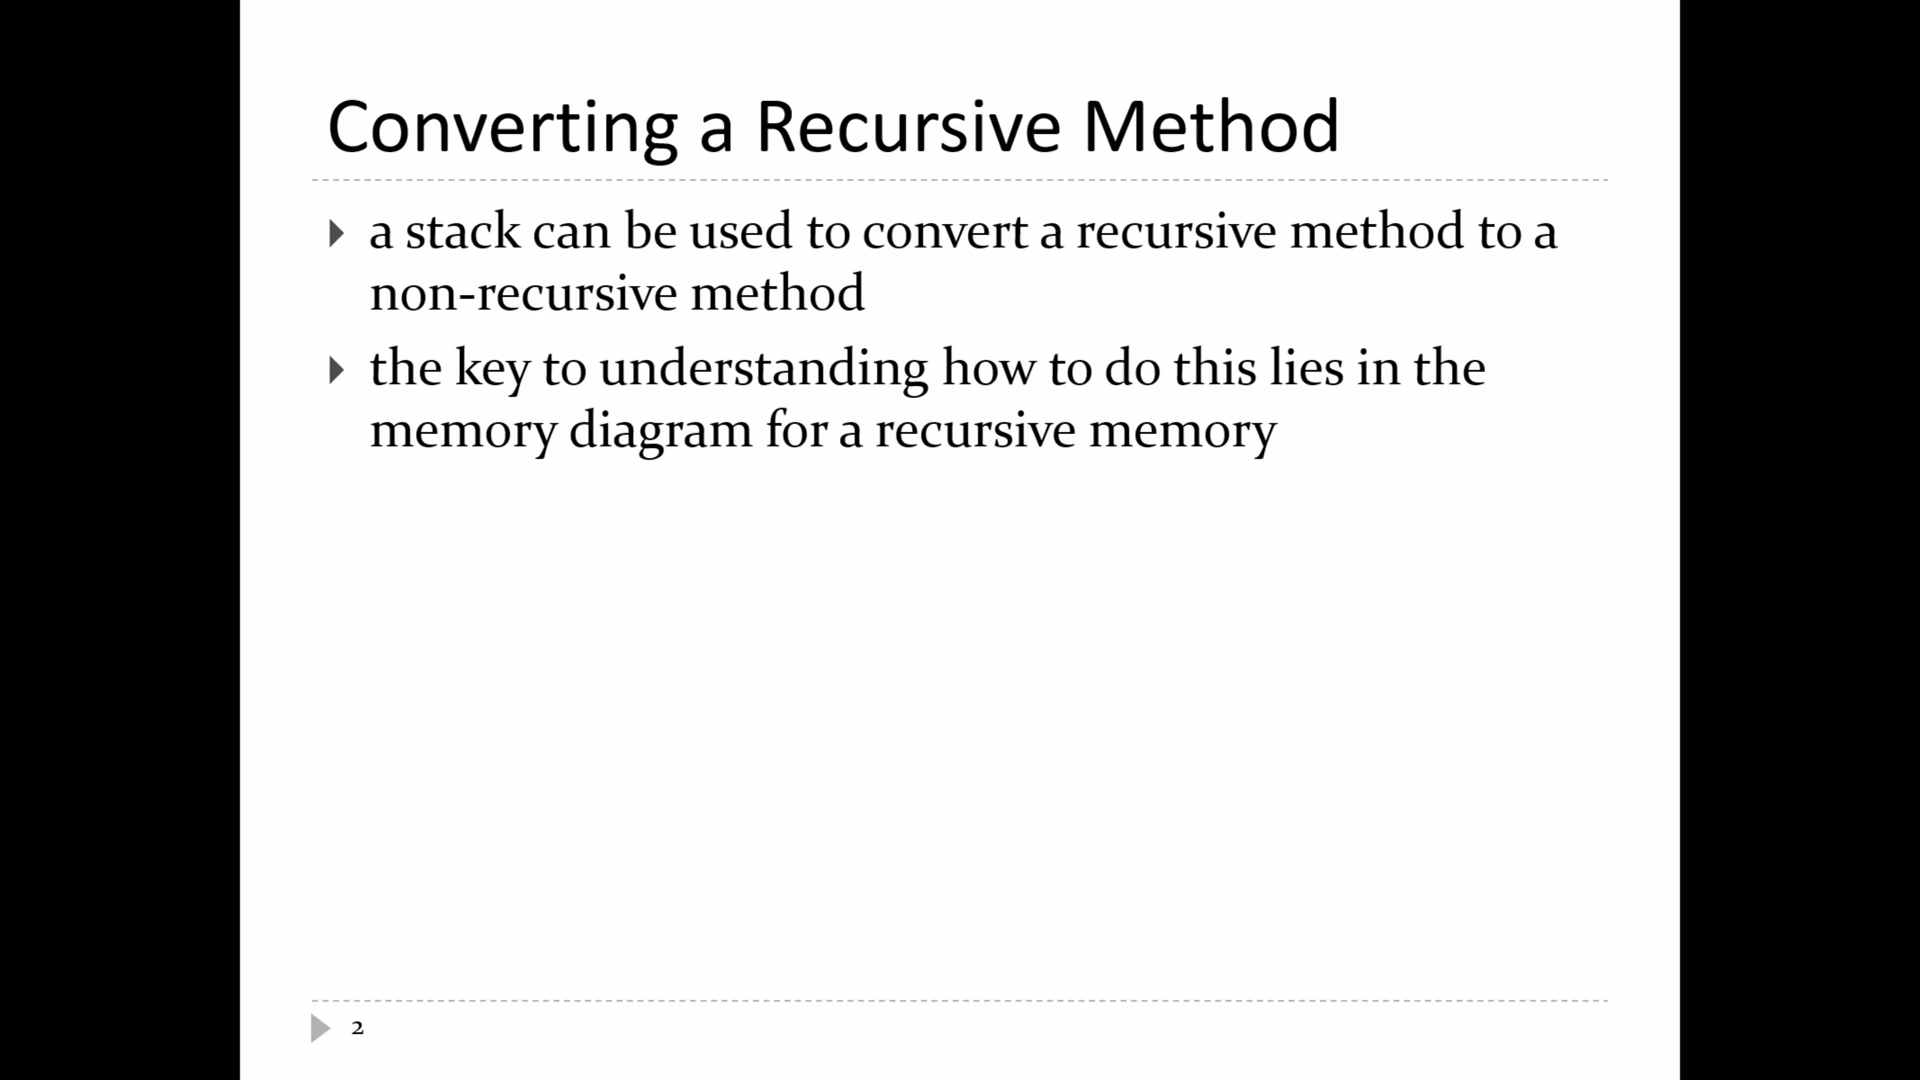 Converting a Recursive Method
a stack can be used to convert a recursive method to a
non-recursive method
the key to understanding how to do this lies in the
memory diagram for a recursive memory
2